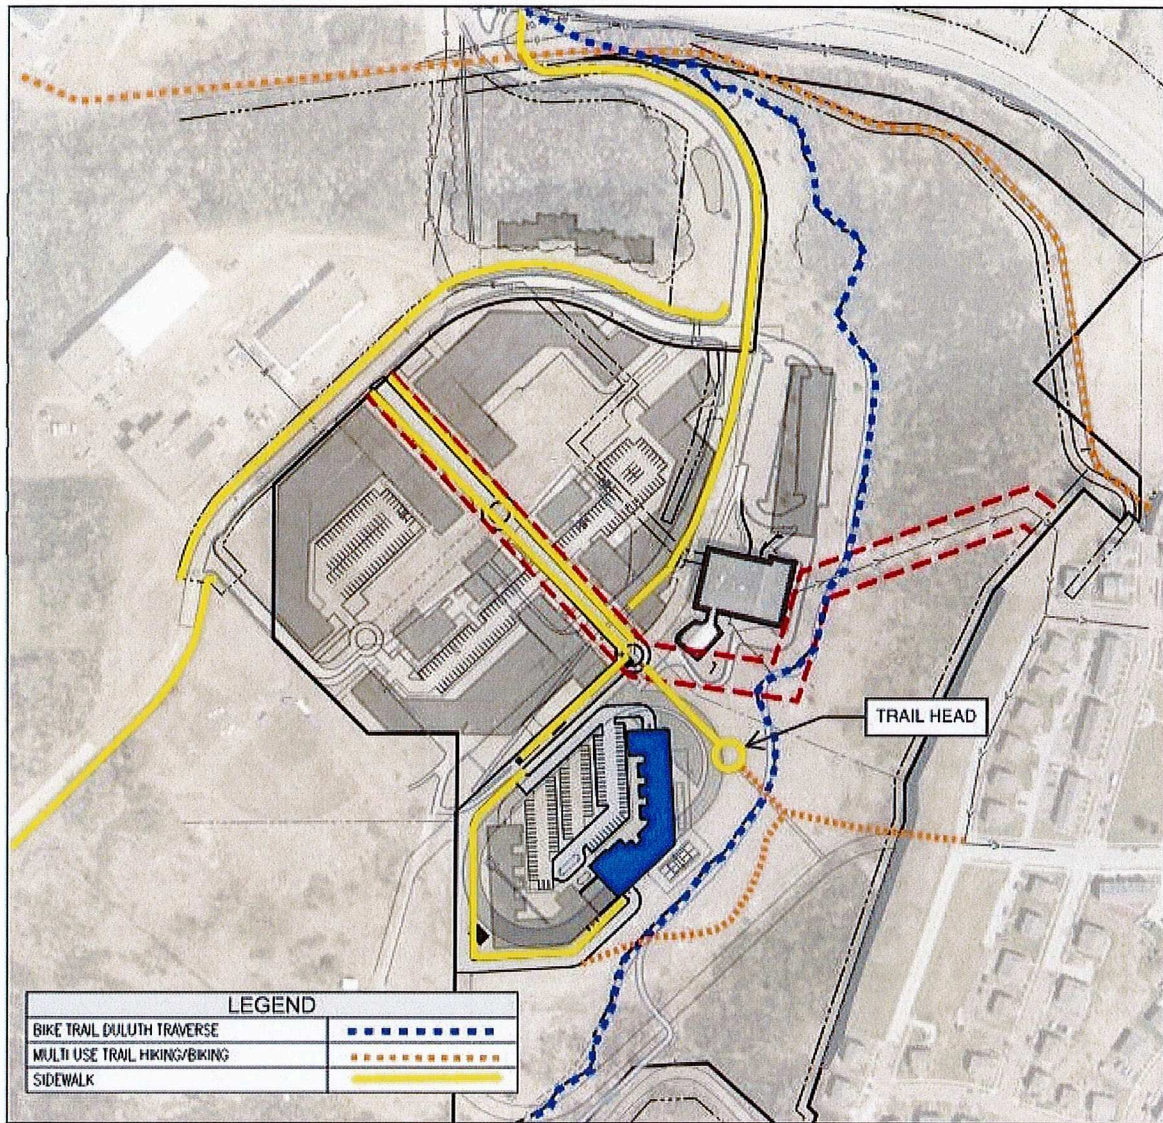 TRAIL HEAD
LEGEND
BIKE TRAIL DULUTH TRAVERSE
MULTI USE TRAIL HIKING/BIKING
SIDEWALK